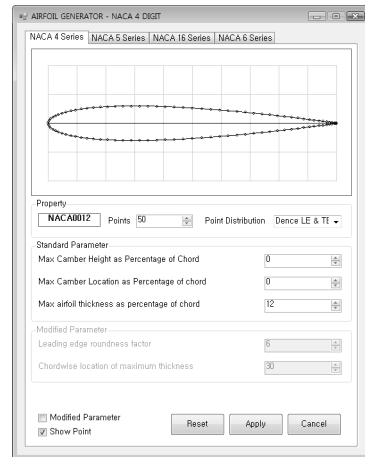 AIRFOIL GENERATOR - NACA 4 DIGIT
NACA 4 Series NACA 5 Series NACA 16 Series NACA 6 Series
Property
NACA0012 Points 50 Point Distribution Dence LE & TE
Standard Parameter
Max Camber Height as Percentage of Chord 0
Max Camber Location as Percentage of chord 0
Max airfoil thickness as percentage of chord 12
Modified Parameter
Leading edge roundness factor 6
Chordwise location of maximum thickness 30
Modified Parameter
Show Point
Reset Apply Cancel